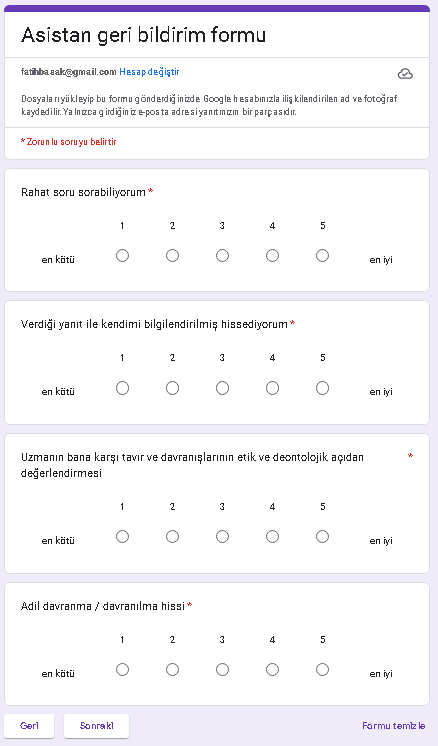 Asistan geri bildirim formu
fatihbasak@gmail.com Hesap değiştir
Dosyaları yükleyip bu formu gönderdiğinizde Google hesabınızla ilişkilendirilen ad ve fotoğraf
kaydedilir. Yalnızca girdiğiniz e-posta adresi yanıtınızın bir parçasıdır.
* Zorunlu soruyu belirtir
Rahat soru sorabiliyorum *
1 2 3 4 5
en kötü en iyi
Verdiği yanıt ile kendimi bilgilendirilmiş hissediyorum *
1 2 3 4 5
en kötü en iyi
Uzmanın bana karşı tavır ve davranışlarının etik ve deontolojik açıdan *
değerlendirmesi
1 2 3 4 5
en kötü en iyi
Adil davranma / davranılma hissi *
1 2 3 4 5
en kötü en iyi
Geri Sonraki Formu temizle